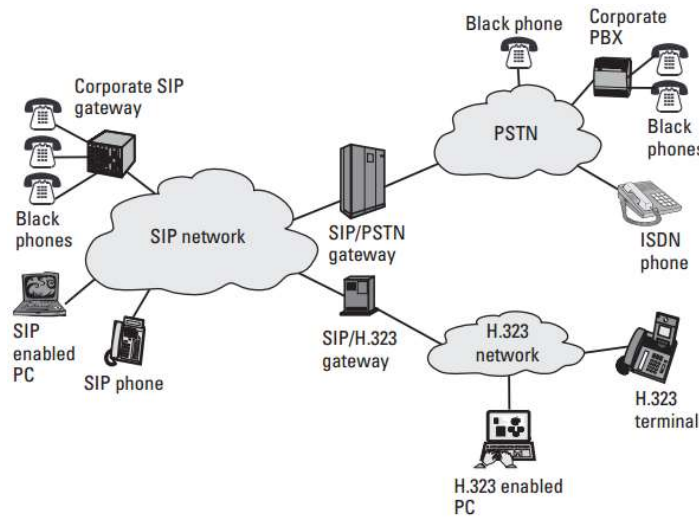 Black phone
Corporate
PBX
Corporate SIP
gateway
PSTN
Black
phones
Black
phones
SIP network
SIP/PSTN
gateway
ISDN
phone
SIP
enabled
PC
SIP phone
SIP/H.323
gateway
H.323
network
H.323
terminal
H.323 enabled
PC